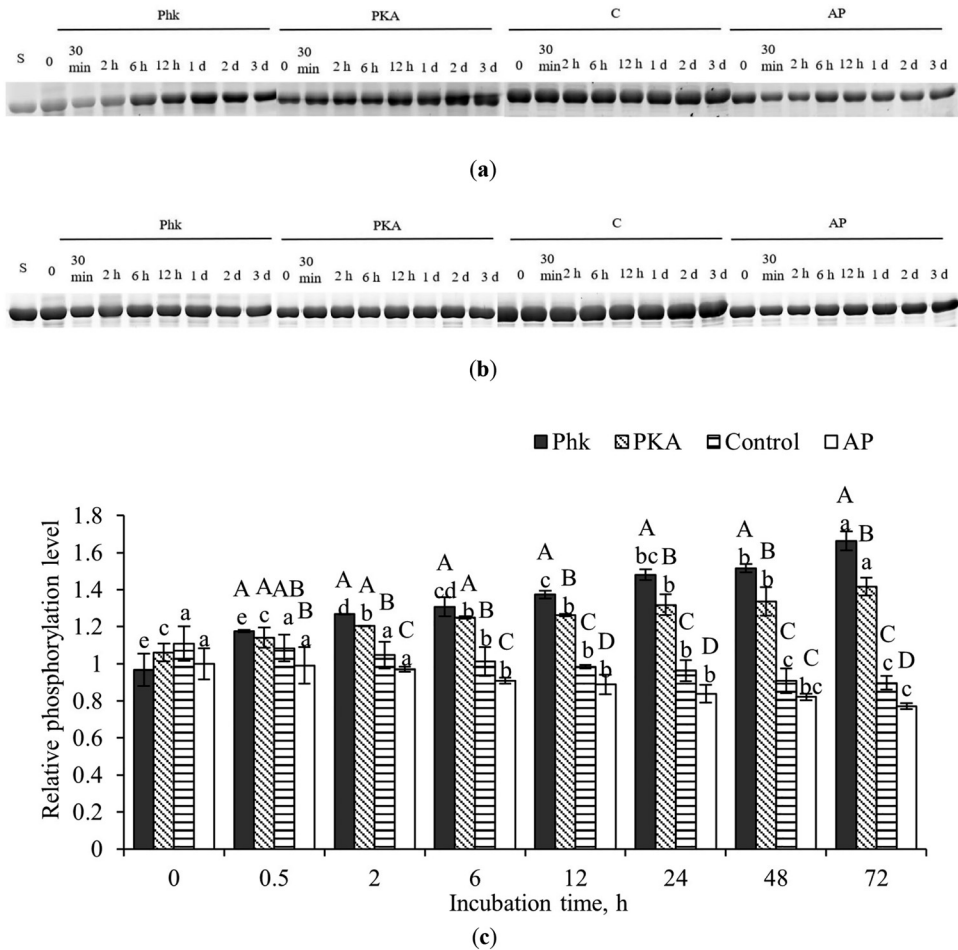 Phk PKA C AP
S 0 30 min 2 h 6 h 12 h 1 d 2 d 3 d 0 30 min 2 h 6 h 12 h 1 d 2 d 3 d 0 30 min 2 h 6 h 12 h 1 d 2 d 3 d 0 30 min 2 h 6 h 12 h 1 d 2 d 3 d
(a)
Phk PKA C AP
S 0 30 min 2 h 6 h 12 h 1 d 2 d 3 d 0 30 min 2 h 6 h 12 h 1 d 2 d 3 d 0 30 min 2 h 6 h 12 h 1 d 2 d 3 d 0 30 min 2 h 6 h 12 h 1 d 2 d 3 d
(b)
Phk PKA Control AP
Relative phosphorylation level
1.8
1.6
1.4
1.2
1
0.8
0.6
0.4
0.2
0
e c a a
A e A c AB a B a
A d A b B a C a
A cd A b B b C b
A c B b C b D b
A bc B b C b D b
A b B b C c C bc
A a B a C c D c
0 0.5 2 6 12 24 48 72
Incubation time, h
(c)